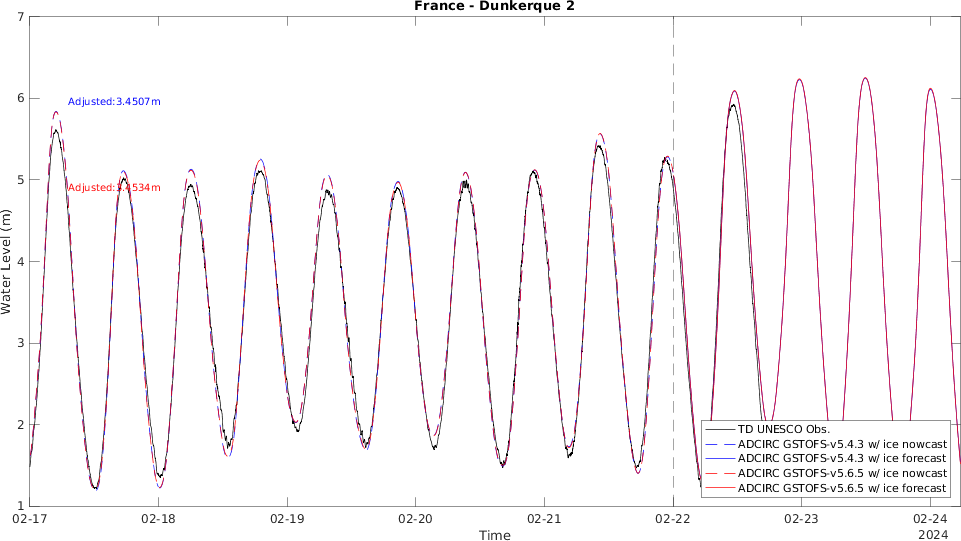 France - Dunkerque 2
7
6
5
4
3
2
1
Water Level (m)
Adjusted:3.4507m
Adjusted:3.4534m
02-17
02-18
02-19
02-20
02-21
02-22
02-23
02-24
2024
Time
TD UNESCO Obs.
ADCIRC GSTOFS-v5.4.3 w/ ice nowcast
ADCIRC GSTOFS-v5.4.3 w/ ice forecast
ADCIRC GSTOFS-v5.6.5 w/ ice nowcast
ADCIRC GSTOFS-v5.6.5 w/ ice forecast